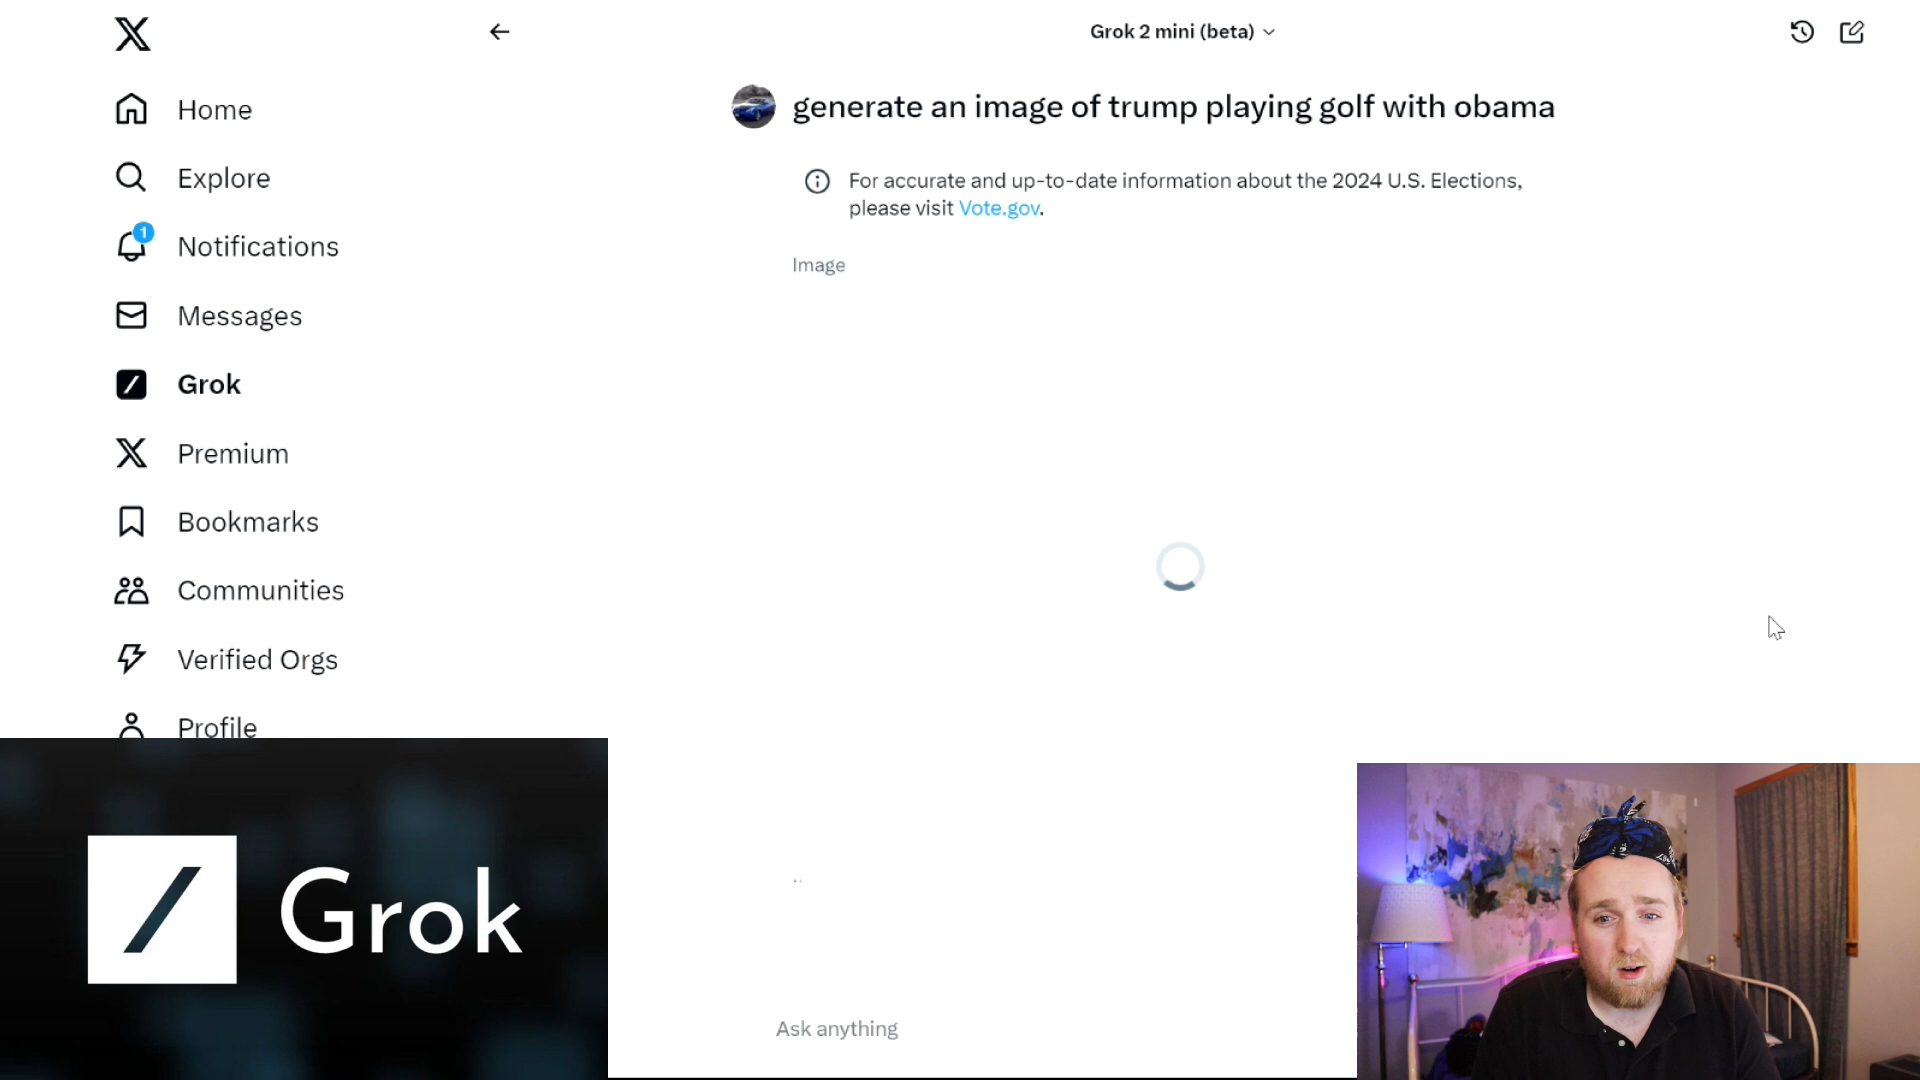 Grok 2 mini (beta)
Home
Explore
1
Notifications
Messages
Grok
Premium
Bookmarks
Communities
Verified Orgs
Profile
generate an image of trump playing golf with obama
For accurate and up-to-date information about the 2024 U.S. Elections,
please visit Vote.gov.
Image
Ask anything
Grok